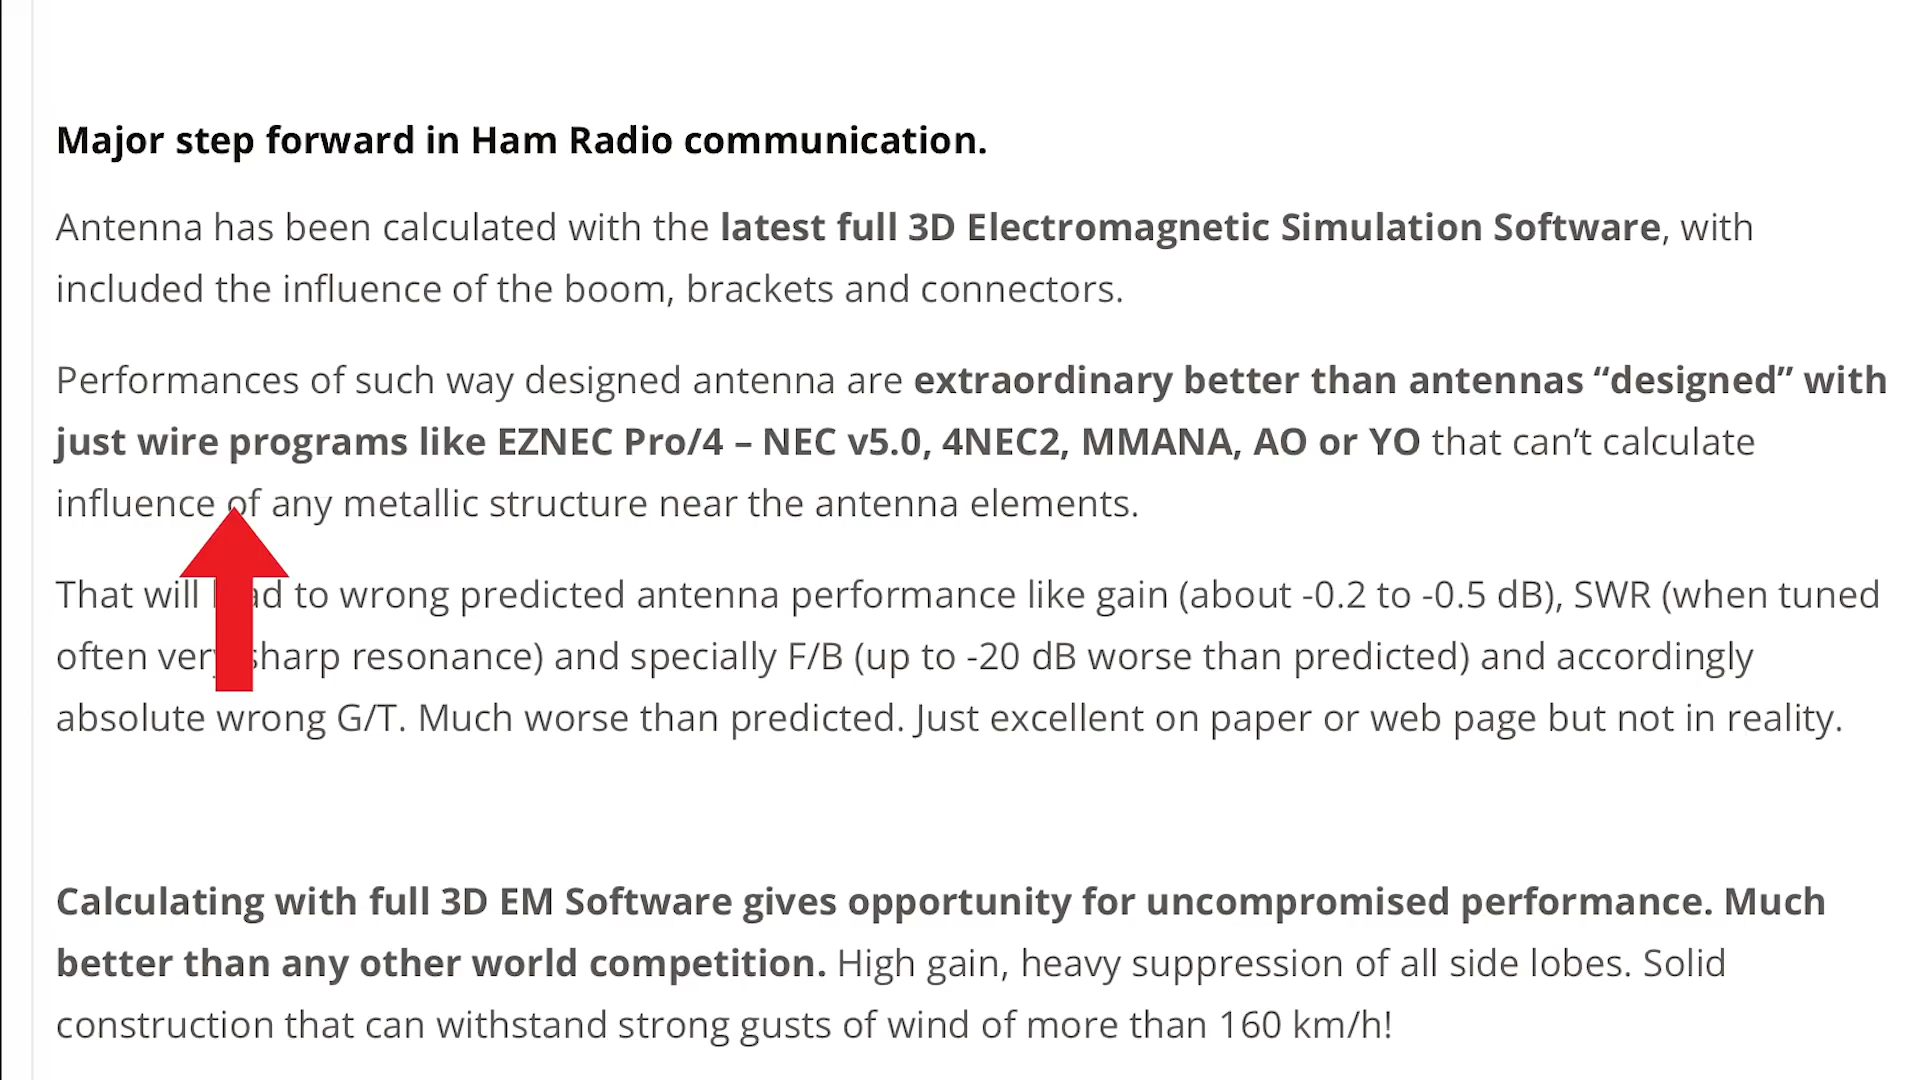 Major step forward in Ham Radio communication.
Antenna has been calculated with the latest full 3D Electromagnetic Simulation Software, with
included the influence of the boom, brackets and connectors.
Performances of such way designed antenna are extraordinary better than antennas “designed” with
just wire programs like EZNEC Pro/4 – NEC v5.0, 4NEC2, MMANA, AO or YO that can’t calculate
influence of any metallic structure near the antenna elements.
That will to wrong predicted antenna performance like gain (about -0.2 to -0.5 dB), SWR (when tuned
often very sharp resonance) and specially F/B (up to -20 dB worse than predicted) and accordingly
absolute wrong G/T. Much worse than predicted. Just excellent on paper or web page but not in reality.
Calculating with full 3D EM Software gives opportunity for uncompromised performance. Much
better than any other world competition. High gain, heavy suppression of all side lobes. Solid
construction that can withstand strong gusts of wind of more than 160 km/h!